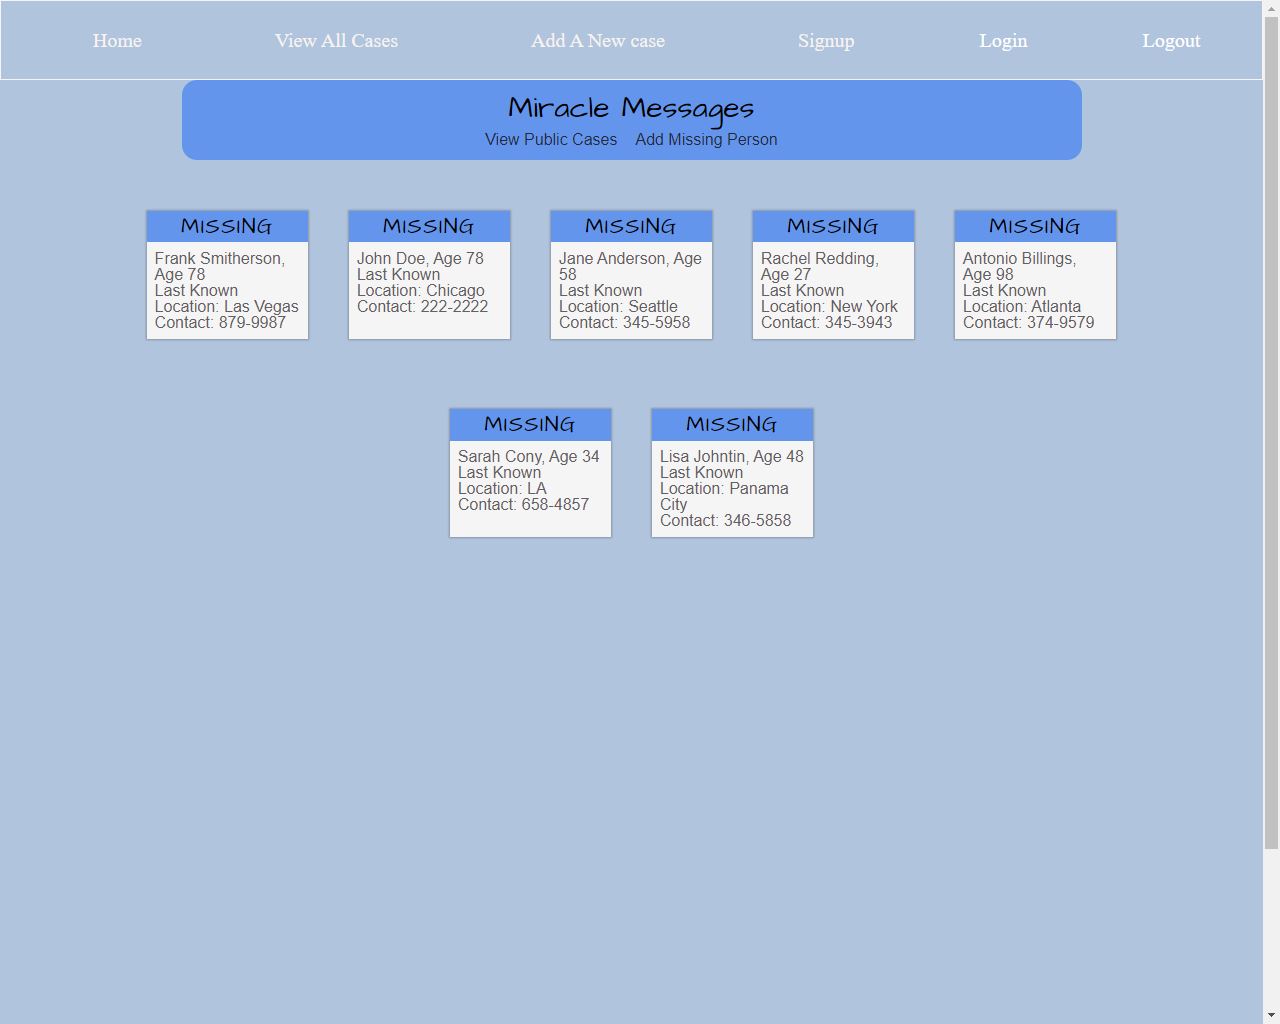 Home View All Cases Add A New case Signup Login Logout
Miracle Messages
View Public Cases Add Missing Person
MISSING
Frank Smitherson,
Age 78
Last Known
Location: Las Vegas
Contact: 879-9987
MISSING
John Doe, Age 78
Last Known
Location: Chicago
Contact: 222-2222
MISSING
Jane Anderson, Age
58
Last Known
Location: Seattle
Contact: 345-5958
MISSING
Rachel Redding,
Age 27
Last Known
Location: New York
Contact: 345-3943
MISSING
Antonio Billings,
Age 98
Last Known
Location: Atlanta
Contact: 374-9579
MISSING
Sarah Cony, Age 34
Last Known
Location: LA
Contact: 658-4857
MISSING
Lisa Johntin, Age 48
Last Known
Location: Panama
City
Contact: 346-5858